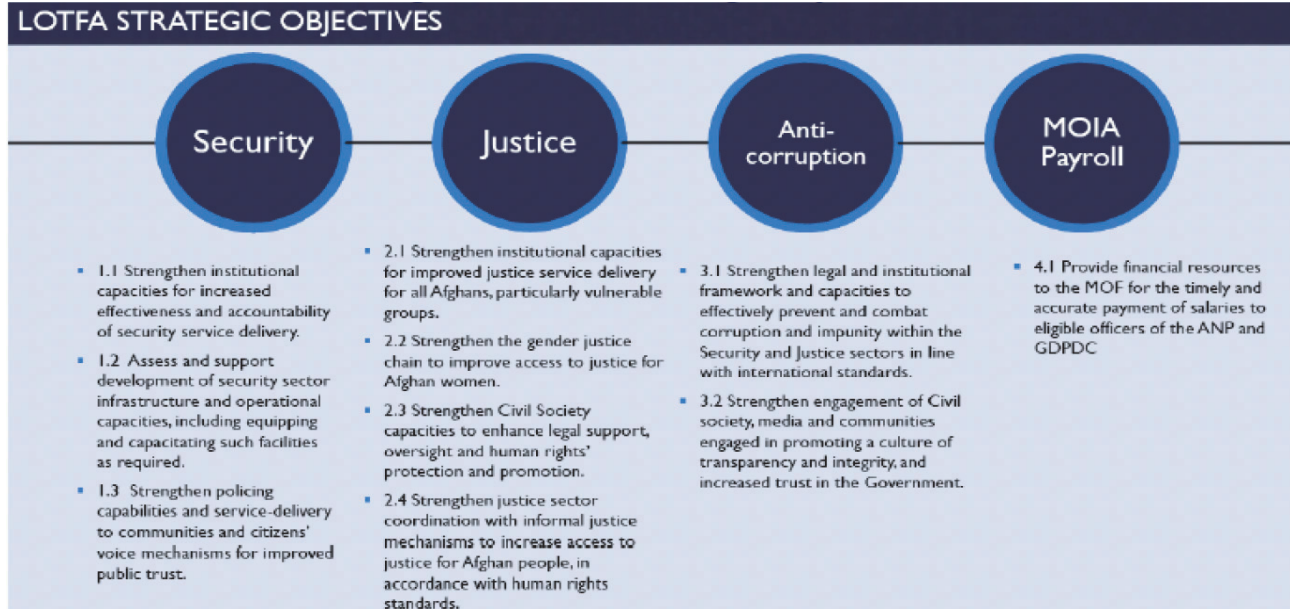 LOTFA STRATEGIC OBJECTIVES
Security
Justice
Anti-
corruption
MOIA
Payroll
1.1 Strengthen institutional
capacities for increased
effectiveness and accountability
of security service delivery.
1.2 Assess and support
development of security sector
infrastructure and operational
capacities, including equipping
and capacitating such facilities
as required.
1.3 Strengthen policing
capabilities and service-delivery
to communities and citizens'
voice mechanisms for improved
public trust.
2.1 Strengthen institutional capacities
for improved justice service delivery
for all Afghans, particularly vulnerable
groups.
2.2 Strengthen the gender justice
chain to improve access to justice for
Afghan women.
2.3 Strengthen Civil Society
capacities to enhance legal support,
oversight and human rights'
protection and promotion.
2.4 Strengthen justice sector
coordination with informal justice
mechanisms to increase access to
justice for Afghan people, in
accordance with human rights
standards.
3.1 Strengthen legal and institutional
framework and capacities to
effectively prevent and combat
corruption and impunity within the
Security and Justice sectors in line
with international standards.
3.2 Strengthen engagement of Civil
society, media and communities
engaged in promoting a culture of
transparency and integrity, and
increased trust in the Government.
4.1 Provide financial resources
to the MOF for the timely and
accurate payment of salaries to
eligible officers of the ANP and
GDPDC